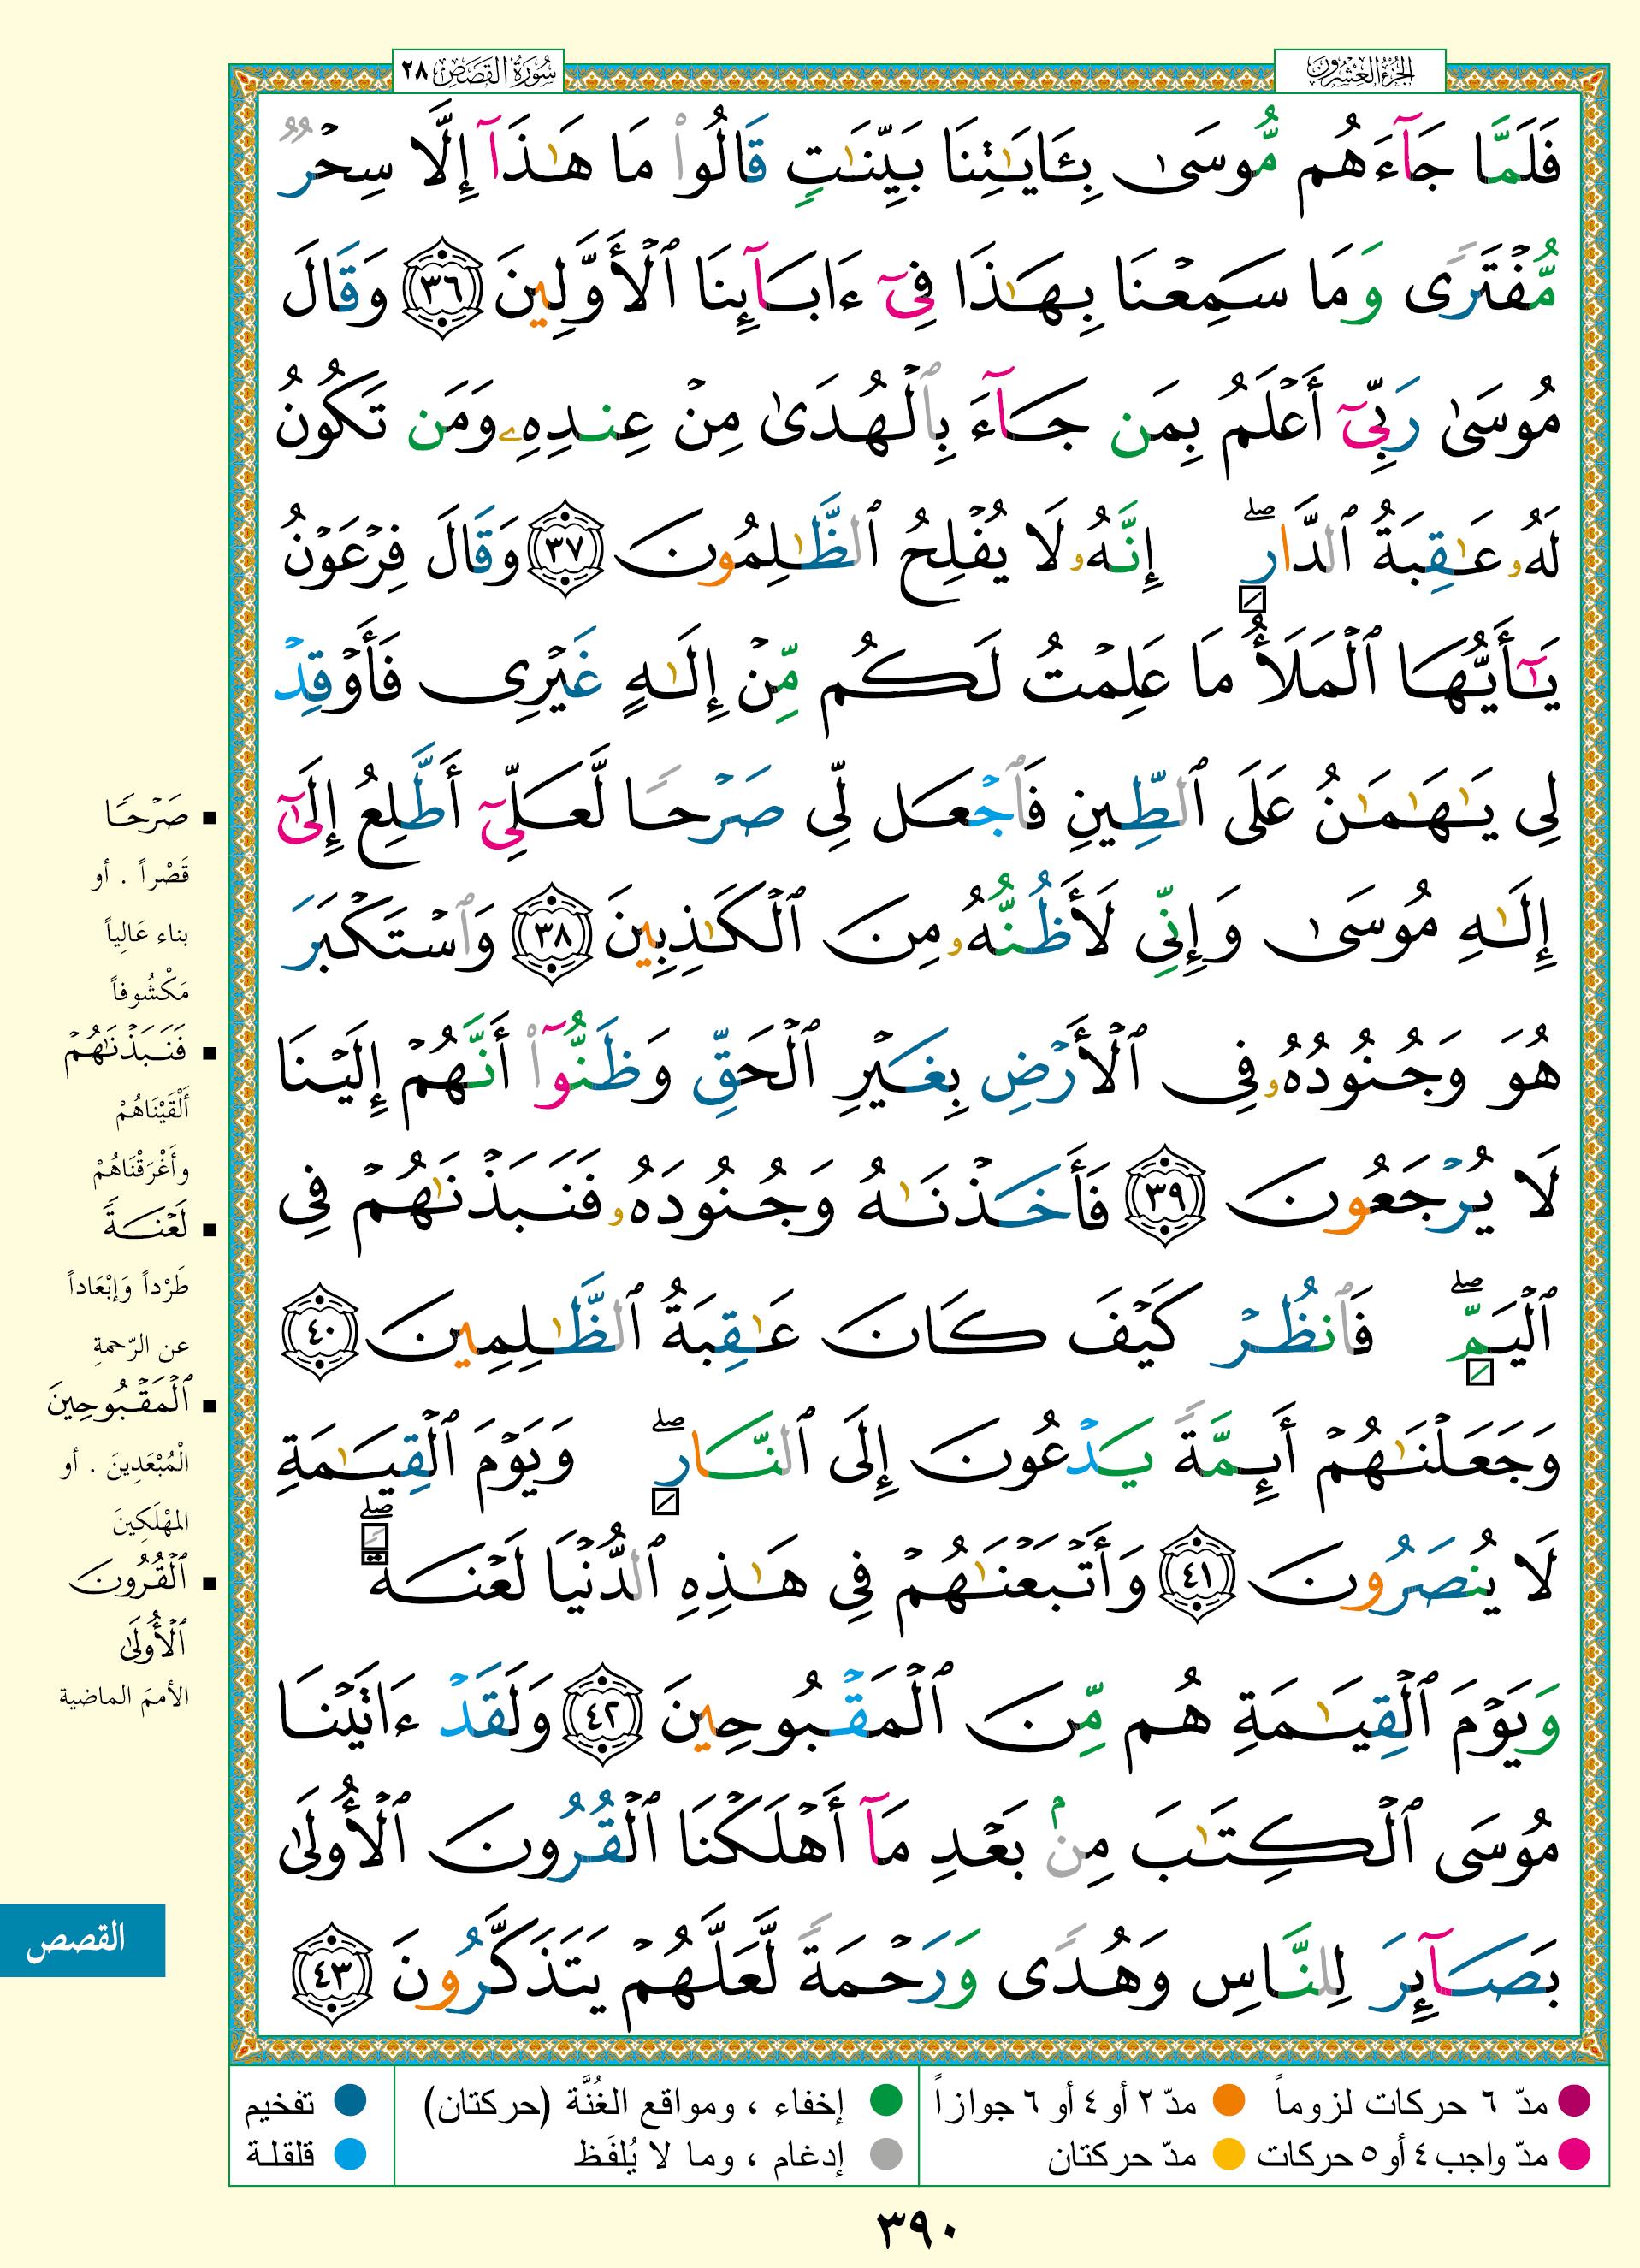 الجزء العشرون
سورة القصص ٢٨
فَلَمَّا جَآءَهُم مُّوسَىٰ بِـَٔايَـٰتِنَا بَيِّنَـٰتٍ قَالُوا۟ مَا هَـٰذَآ إِلَّا سِحْرٌ
مُّفْتَرًى وَمَا سَمِعْنَا بِهَـٰذَا فِىٓ ءَابَآئِنَا ٱلْأَوَّلِينَ ٣٦ وَقَالَ
مُوسَىٰ رَبِّىٓ أَعْلَمُ بِمَن جَآءَ بِٱلْهُدَىٰ مِنْ عِندِهِۦ وَمَن تَكُونُ
لَهُۥ عَـٰقِبَةُ ٱلدَّارِ ۖ إِنَّهُۥ لَا يُفْلِحُ ٱلظَّـٰلِمُونَ ٣٧ وَقَالَ فِرْعَوْنُ
يَـٰٓأَيُّهَا ٱلْمَلَأُ مَا عَلِمْتُ لَكُم مِّنْ إِلَـٰهٍ غَيْرِى فَأَوْقِدْ
لِى يَـٰهَـٰمَـٰنُ عَلَى ٱلطِّينِ فَٱجْعَل لِّى صَرْحًا لَّعَلِّىٓ أَطَّلِعُ إِلَىٰٓ
إِلَـٰهِ مُوسَىٰ وَإِنِّى لَأَظُنُّهُۥ مِنَ ٱلْكَـٰذِبِينَ ٣٨ وَٱسْتَكْبَرَ
هُوَ وَجُنُودُهُۥ فِى ٱلْأَرْضِ بِغَيْرِ ٱلْحَقِّ وَظَنُّوٓا۟ أَنَّهُمْ إِلَيْنَا
لَا يُرْجَعُونَ ٣٩ فَأَخَذْنَـٰهُ وَجُنُودَهُۥ فَنَبَذْنَـٰهُمْ فِى
ٱلْيَمِّ ۖ فَٱنظُرْ كَيْفَ كَانَ عَـٰقِبَةُ ٱلظَّـٰلِمِينَ ٤٠
وَجَعَلْنَـٰهُمْ أَئِمَّةً يَدْعُونَ إِلَى ٱلنَّارِ ۖ وَيَوْمَ ٱلْقِيَـٰمَةِ
لَا يُنصَرُونَ ٤١ وَأَتْبَعْنَـٰهُمْ فِى هَـٰذِهِ ٱلدُّنْيَا لَعْنَةً ۖ
وَيَوْمَ ٱلْقِيَـٰمَةِ هُم مِّنَ ٱلْمَقْبُوحِينَ ٤٢ وَلَقَدْ ءَاتَيْنَا
مُوسَى ٱلْكِتَـٰبَ مِنۢ بَعْدِ مَآ أَهْلَكْنَا ٱلْقُرُونَ ٱلْأُولَىٰ
بَصَآئِرَ لِلنَّاسِ وَهُدًى وَرَحْمَةً لَّعَلَّهُمْ يَتَذَكَّرُونَ ٤٣
صَرْحًا
قَصْراً . أو
بناء عَالِياً
مَكْشُوفاً
فَنَبَذْنَـٰهُمْ
أَلْقَيْنَاهُمْ
وأَغْرَقْنَاهُمْ
لَعْنَةً
طَرْداً وَإبْعَاداً
عن الرّحمةِ
ٱلْمَقْبُوحِينَ
الْمُبْعَدِينَ . أو
المهْلَكِينَ
ٱلْقُرُونَ
ٱلْأُولَىٰ
الأممَ الماضية
القصص
مدّ ٦ حركات لزوماً مدّ ٢ أو ٤ أو ٦ جوازاً إخفاء ، ومواقع الغُنَّة (حركتان) تفخيم
مدّ واجب ٤ أو ٥ حركات مدّ حركتان إدغام ، وما لا يُلفَظ قلقلة
٣٩٠